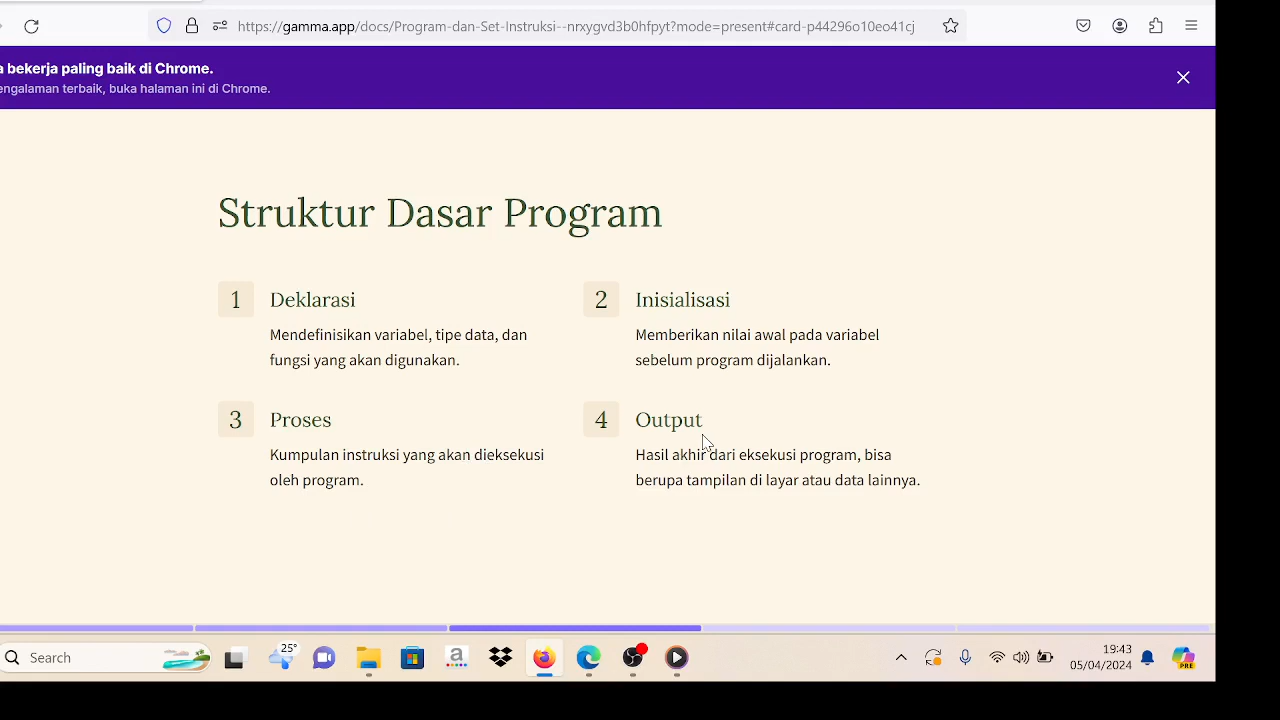 https://gamma.app/docs/Program-dan-Set-Instruksi--nrxygvd3b0hfpyt?mode=present#card-p44296o10eo41cj
a bekerja paling baik di Chrome.
engalaman terbaik, buka halaman ini di Chrome.
Struktur Dasar Program
1
Deklarasi
Mendefinisikan variabel, tipe data, dan
fungsi yang akan digunakan.
2
Inisialisasi
Memberikan nilai awal pada variabel
sebelum program dijalankan.
3
Proses
Kumpulan instruksi yang akan dieksekusi
oleh program.
4
Output
Hasil akhir dari eksekusi program, bisa
berupa tampilan di layar atau data lainnya.
Search
25°
a
PRE
19:43
05/04/2024